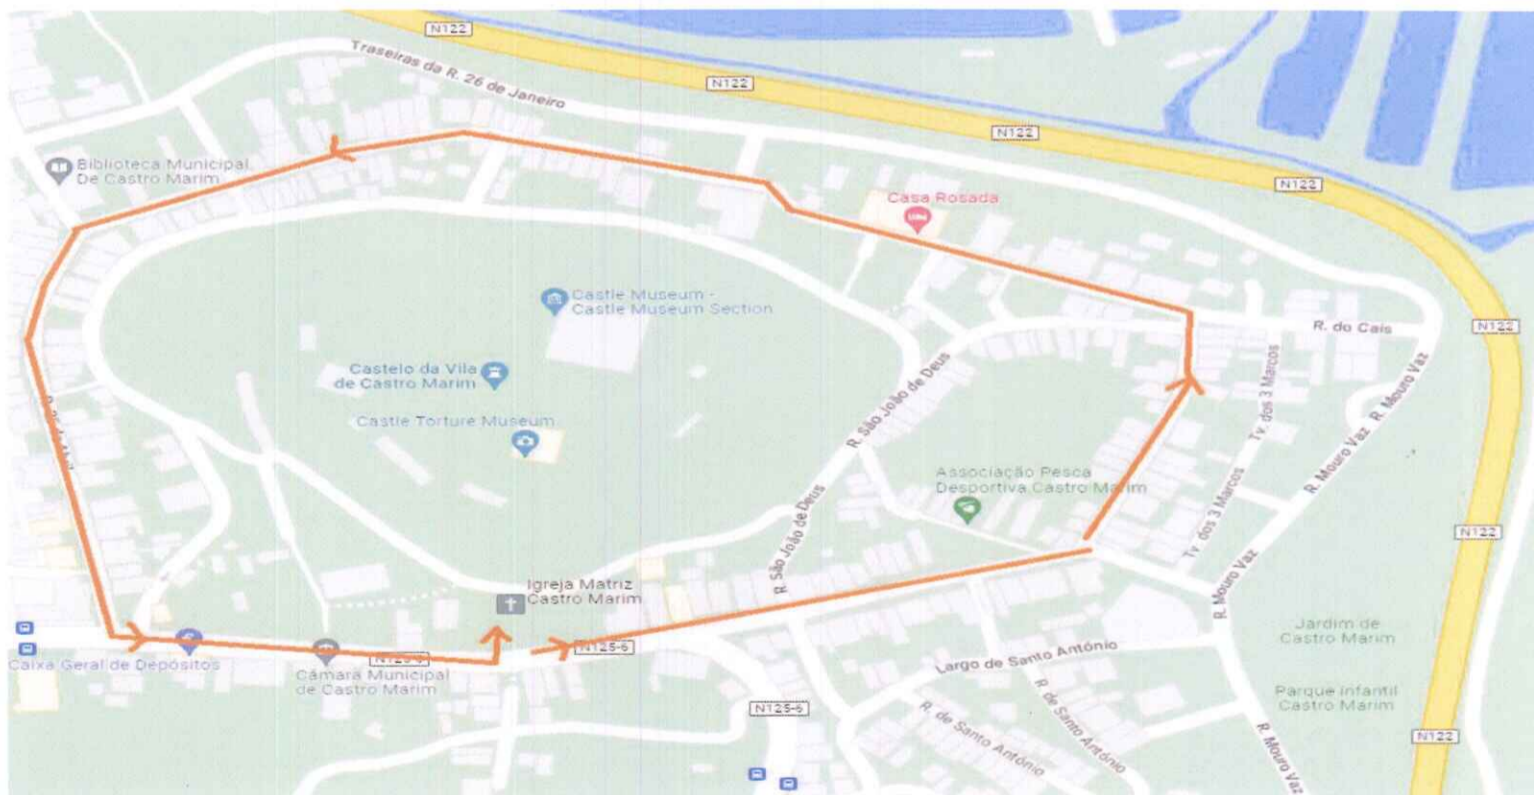 N122
Traseiras da R. 26 de Janeiro
N122
N122
Biblioteca Municipal
De Castro Marim
N122
Casa Rosada
Castle Museum -
Castle Museum Section
R. do Cais
N122
Castelo da Vila
de Castro Marim
Tv. dos 3 Marcos
R. Mouro Vaz
Castle Torture Museum
R. São João de Deus
R. Mouro Vaz
Associação Pesca
Desportiva Castro Marim
Tv. dos 3 Marcos
R. São João de Deus
N122
Igreja Matriz
Castro Marim
R. Mouro Vaz
Jardim de
Castro Marim
Caixa Geral de Depósitos
N125-6
N125-6
Câmara Municipal
de Castro Marim
Largo de Santo António
R. de Santo António
Parque Infantil
Castro Marim
N125-6
R. de Santo António
R. Mouro Vaz
N122